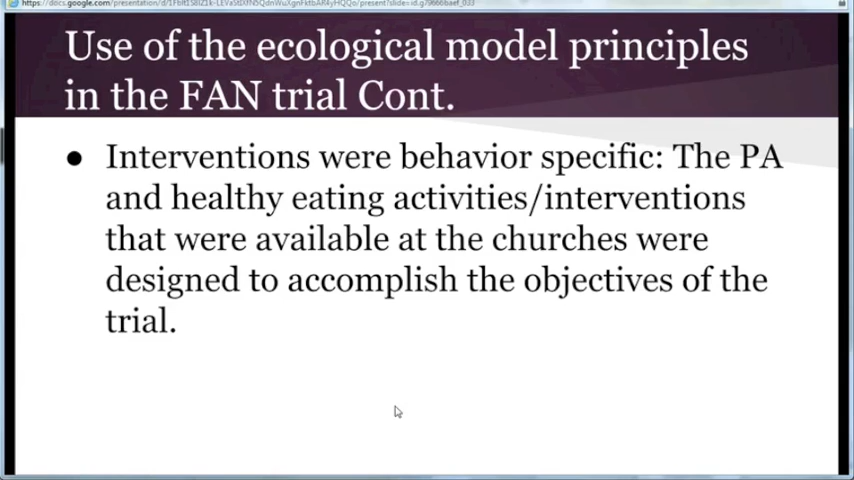 Use of the ecological model principles
in the FAN trial Cont.
● Interventions were behavior specific: The PA
and healthy eating activities/interventions
that were available at the churches were
designed to accomplish the objectives of the
trial.